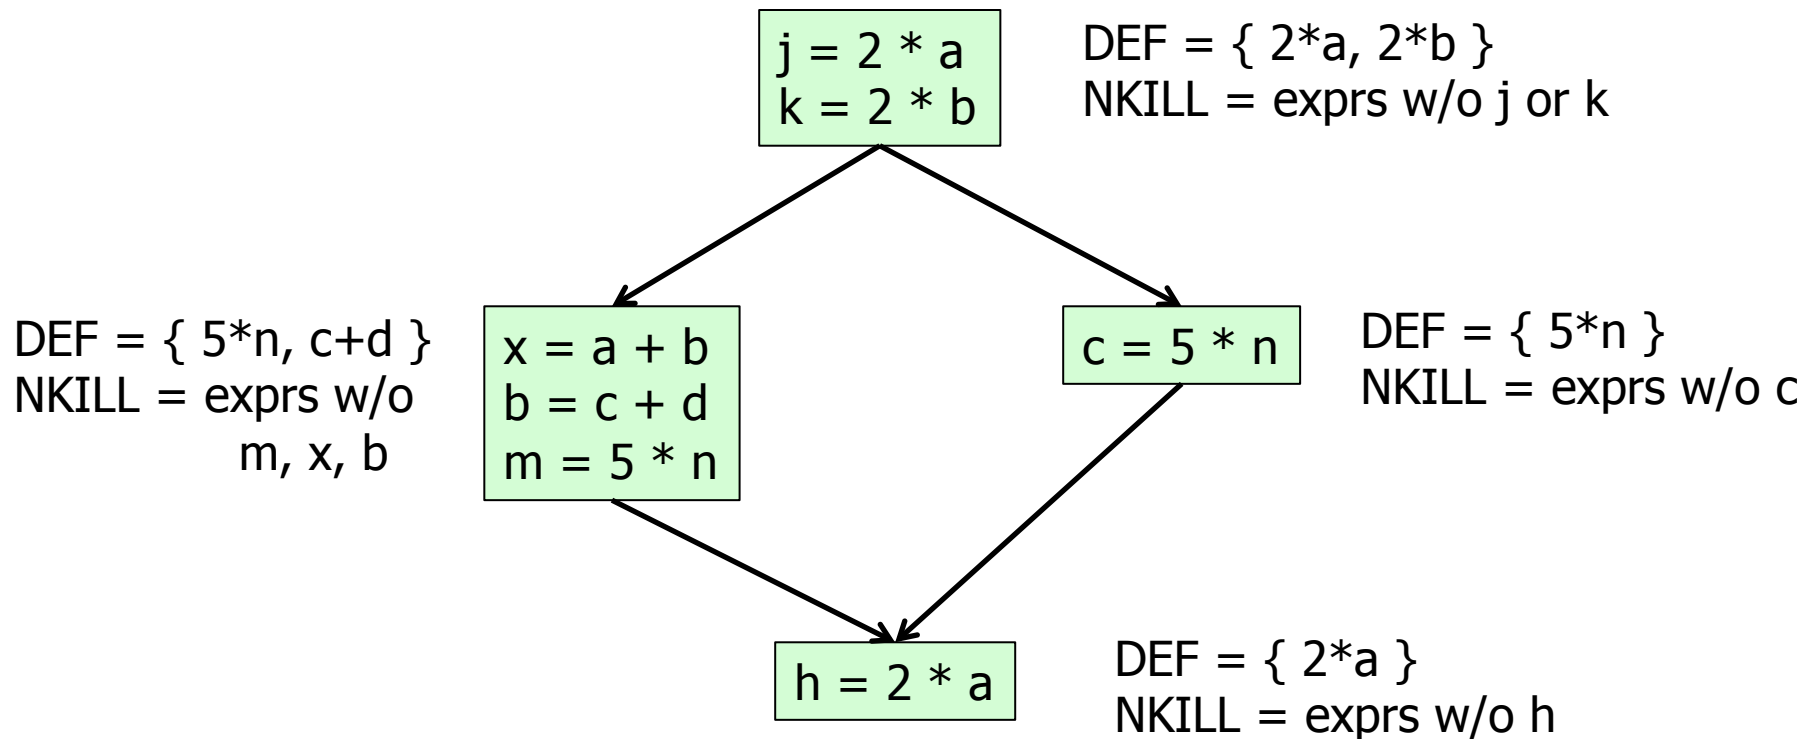 j = 2 * a
k = 2 * b
DEF = { 2*a, 2*b }
NKILL = exprs w/o j or k
DEF = { 5*n, c+d }
NKILL = exprs w/o
m, x, b
x = a + b
b = c + d
m = 5 * n
c = 5 * n
DEF = { 5*n }
NKILL = exprs w/o c
h = 2 * a
DEF = { 2*a }
NKILL = exprs w/o h